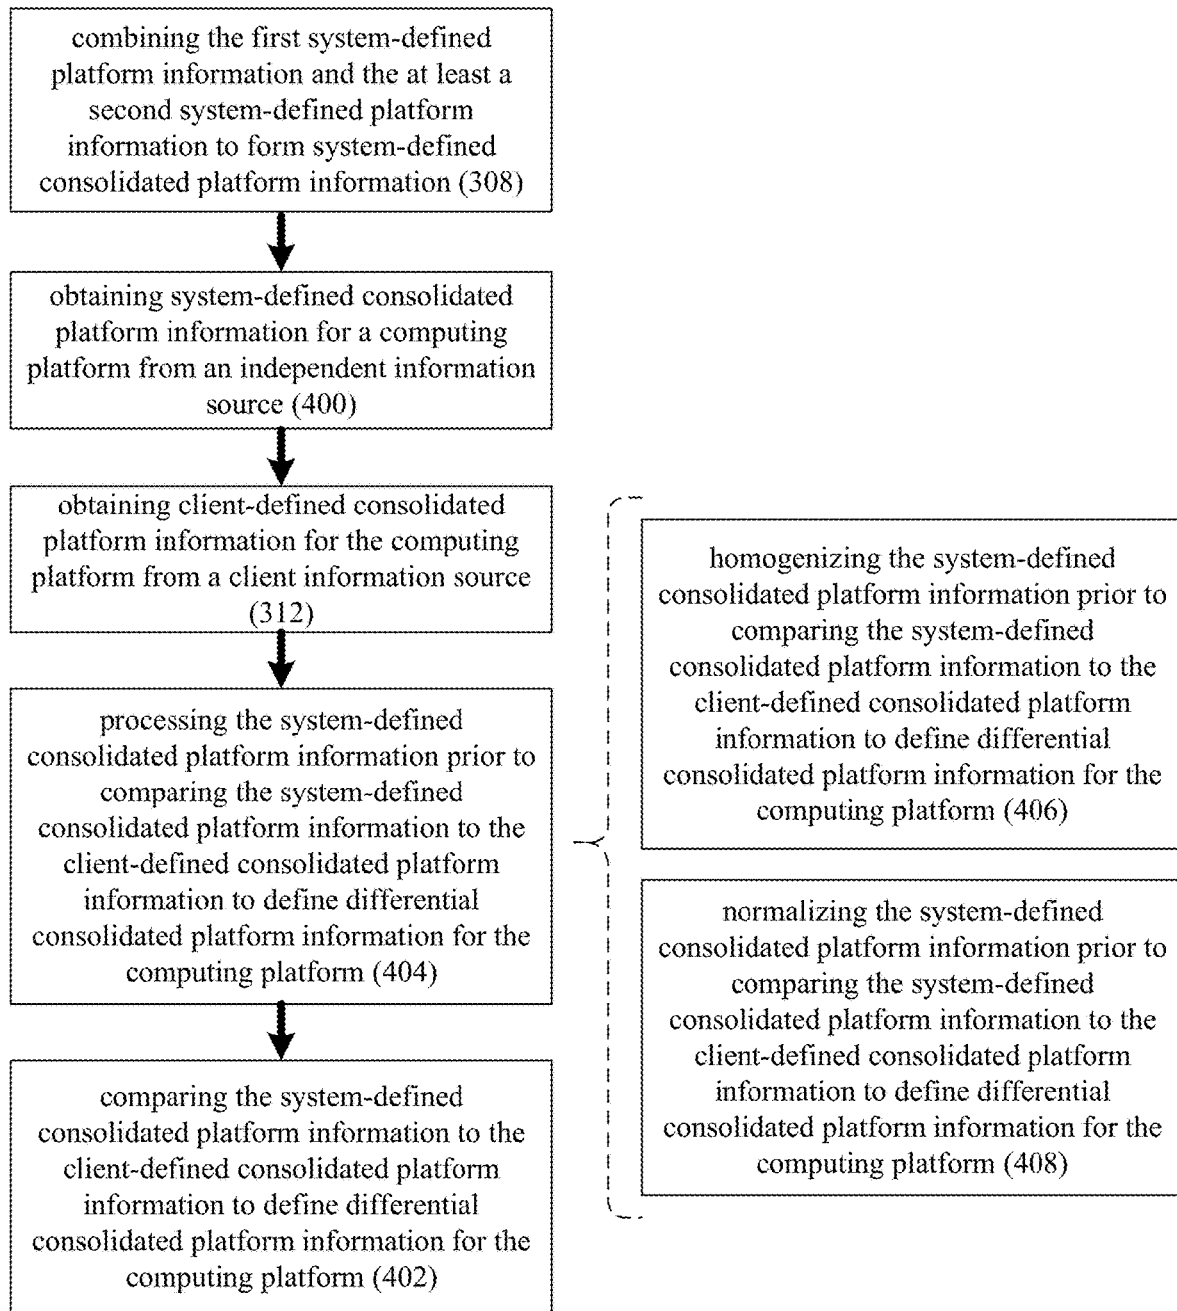 combining the first system-defined
platform information and the at least a
second system-defined platform
information to form system-defined
consolidated platform information (308)
obtaining system-defined consolidated
platform information for a computing
platform from an independent information
source (400)
obtaining client-defined consolidated
platform information for the computing
platform from a client information source
(312)
processing the system-defined
consolidated platform information prior to
comparing the system-defined
consolidated platform information to the
client-defined consolidated platform
information to define differential
consolidated platform information for the
computing platform (404)
comparing the system-defined
consolidated platform information to the
client-defined consolidated platform
information to define differential
consolidated platform information for the
computing platform (402)
homogenizing the system-defined
consolidated platform information prior to
comparing the system-defined
consolidated platform information to the
client-defined consolidated platform
information to define differential
consolidated platform information for the
computing platform (406)
normalizing the system-defined
consolidated platform information prior to
comparing the system-defined
consolidated platform information to the
client-defined consolidated platform
information to define differential
consolidated platform information for the
computing platform (408)